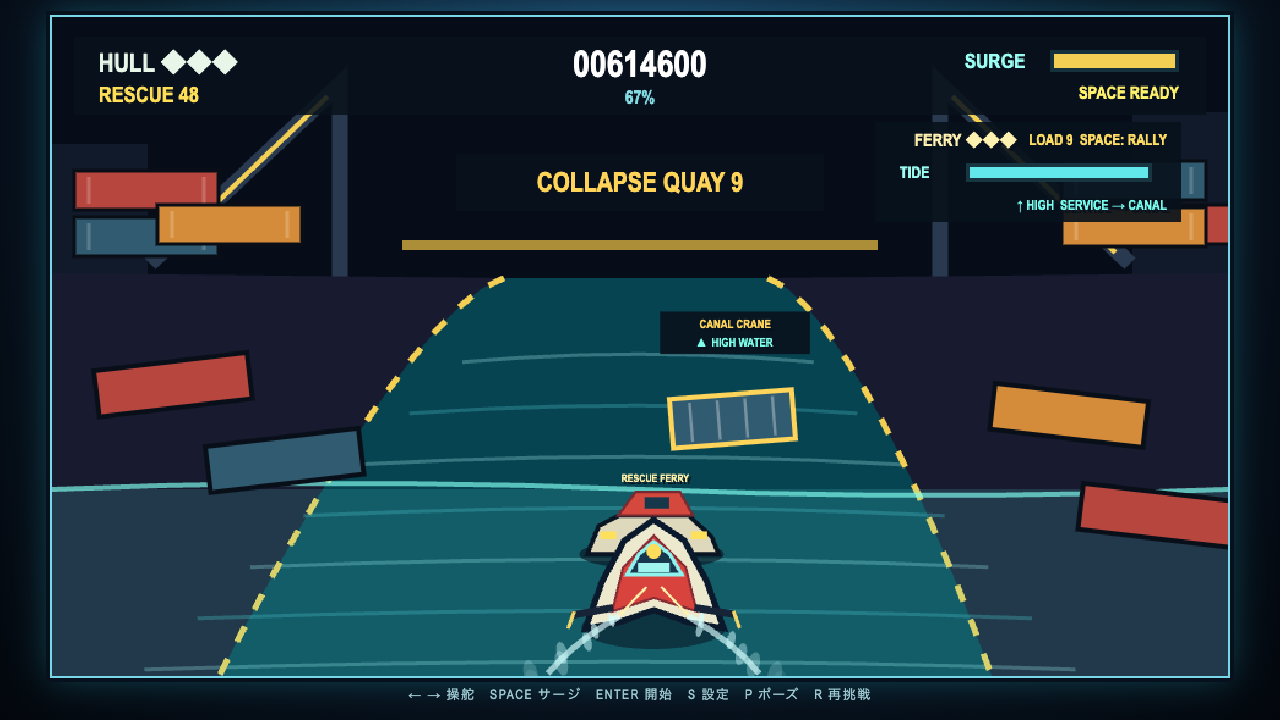 HULL
RESCUE 48
00614600
67%
SURGE
SPACE READY
FERRY LOAD 9 SPACE: RALLY
TIDE
↑ HIGH SERVICE → CANAL
COLLAPSE QUAY 9
CANAL CRANE
▲ HIGH WATER
RESCUE FERRY
← → 操舵 SPACE サージ ENTER 開始 S 設定 P ポーズ R 再挑戦